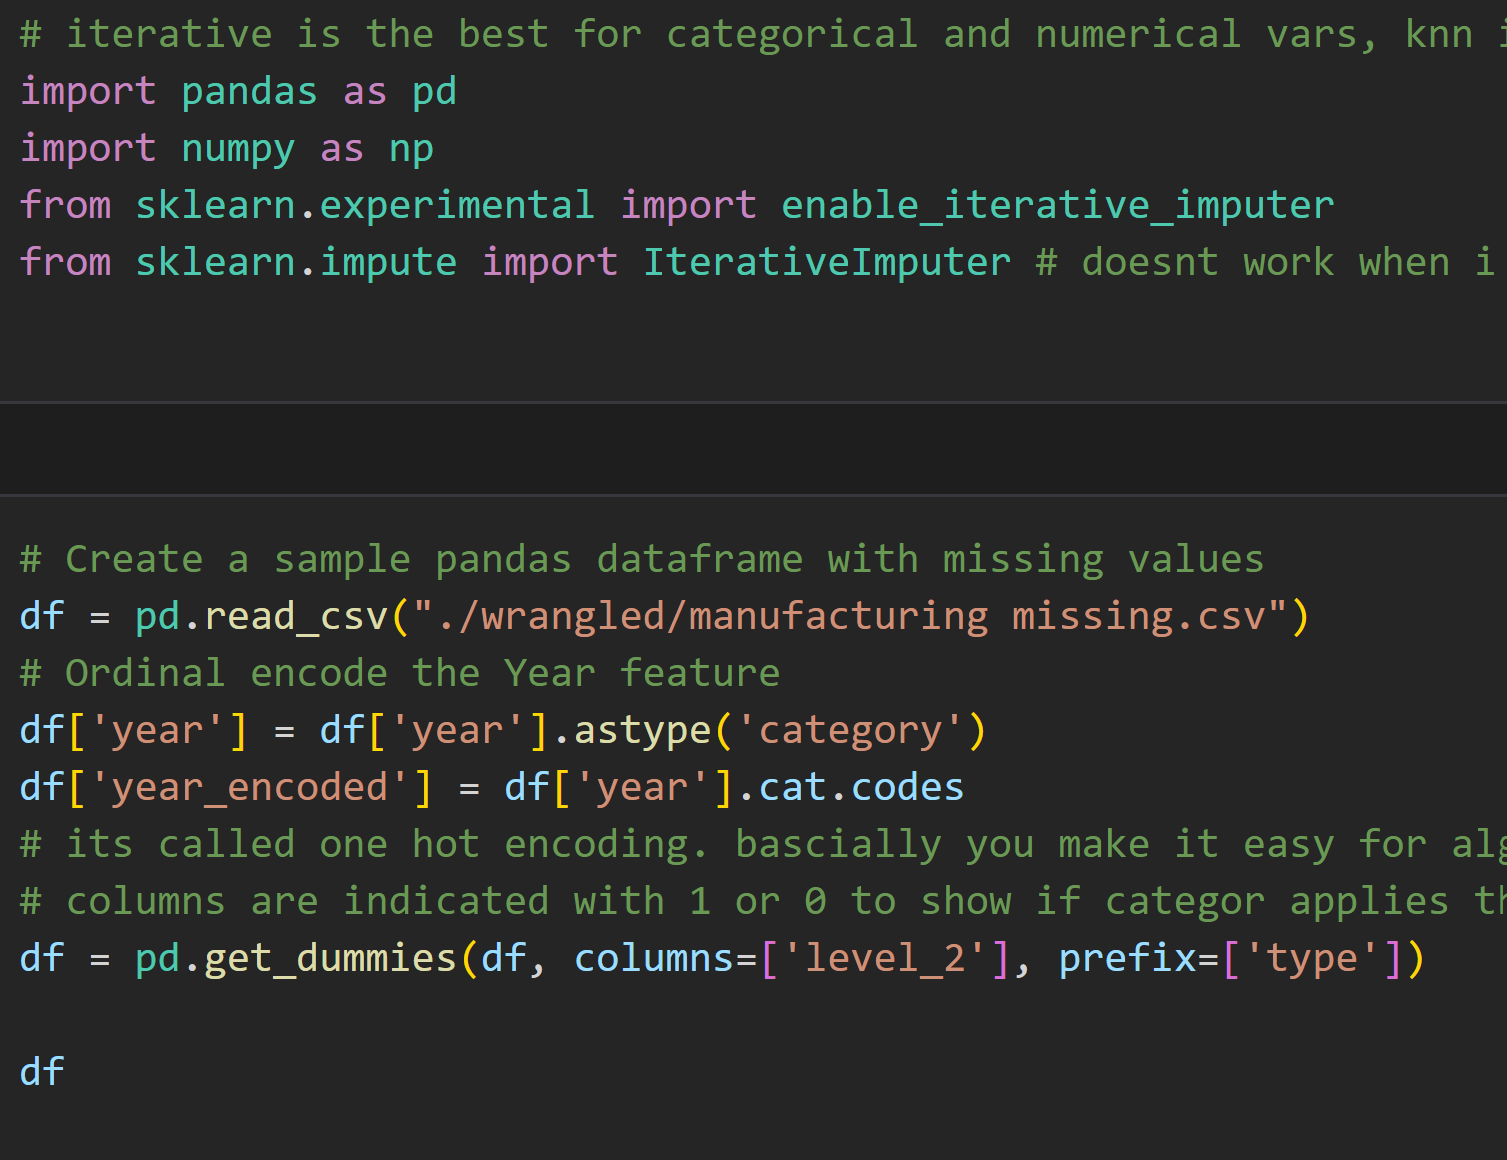 # iterative is the best for categorical and numerical vars, knn
import pandas as pd
import numpy as np
from sklearn.experimental import enable_iterative_imputer
from sklearn.impute import IterativeImputer # doesnt work when i
# Create a sample pandas dataframe with missing values
df = pd.read_csv("./wrangled/manufacturing missing.csv")
# Ordinal encode the Year feature
df['year'] = df['year'].astype('category')
df['year_encoded'] = df['year'].cat.codes
# its called one hot encoding. bascially you make it easy for
# columns are indicated with 1 or 0 to show if categor applies
df = pd.get_dummies(df, columns=['level_2'], prefix=['type'])
df